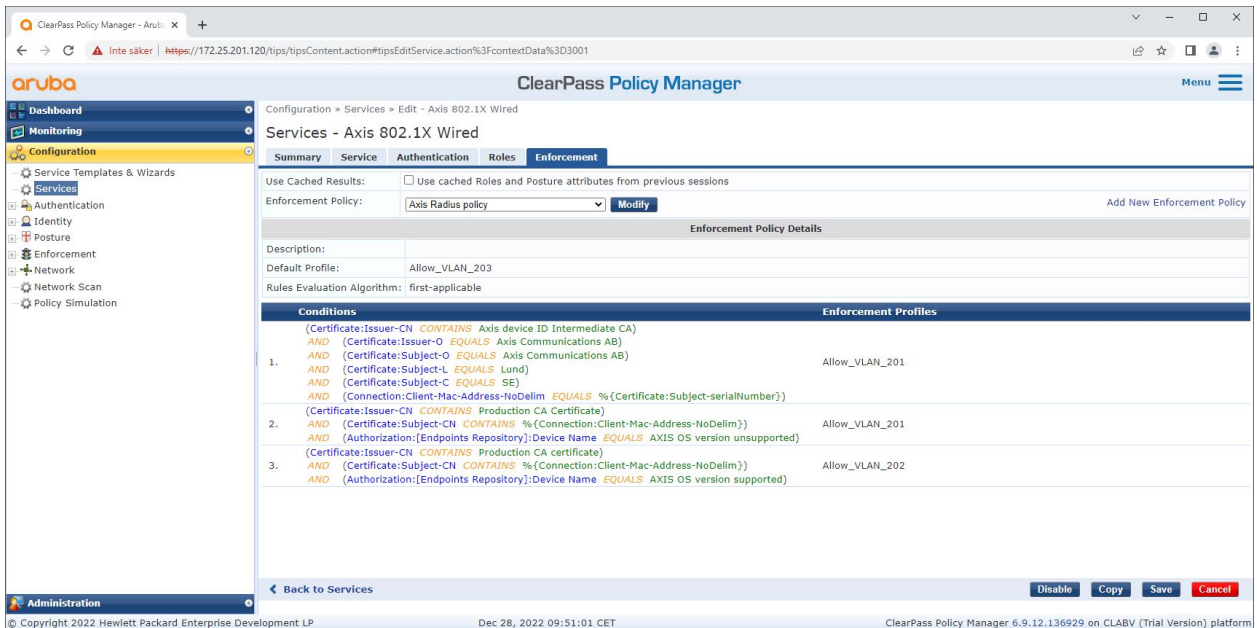 ClearPass Policy Manager - Arub
Inte säker | https://172.25.201.120/tips/tipsContent.action#tipsEditService.action%3FcontextData%3D3001
aruba
ClearPass Policy Manager
Menu
Dashboard
Monitoring
Configuration
Service Templates & Wizards
Services
Authentication
Identity
Posture
Enforcement
Network
Network Scan
Policy Simulation
Administration
Configuration » Services » Edit - Axis 802.1X Wired
Services - Axis 802.1X Wired
Summary Service Authentication Roles Enforcement
Use Cached Results: Use cached Roles and Posture attributes from previous sessions
Enforcement Policy: Axis Radius policy Modify Add New Enforcement Policy
Enforcement Policy Details
Description:
Default Profile: Allow_VLAN_203
Rules Evaluation Algorithm: first-applicable
Conditions Enforcement Profiles
(Certificate:Issuer-CN CONTAINS Axis device ID Intermediate CA)
AND (Certificate:Issuer-O EQUALS Axis Communications AB)
AND (Certificate:Subject-O EQUALS Axis Communications AB)
1. AND (Certificate:Subject-L EQUALS Lund) Allow_VLAN_201
AND (Certificate:Subject-C EQUALS SE)
AND (Connection:Client-Mac-Address-NoDelim EQUALS %{Certificate:Subject-serialNumber})
(Certificate:Issuer-CN CONTAINS Production CA Certificate)
2. AND (Certificate:Subject-CN CONTAINS %{Connection:Client-Mac-Address-NoDelim}) Allow_VLAN_201
AND (Authorization:[Endpoints Repository]:Device Name EQUALS AXIS OS version unsupported)
(Certificate:Issuer-CN CONTAINS Production CA certificate)
3. AND (Certificate:Subject-CN CONTAINS %{Connection:Client-Mac-Address-NoDelim}) Allow_VLAN_202
AND (Authorization:[Endpoints Repository]:Device Name EQUALS AXIS OS version supported)
Back to Services Disable Copy Save Cancel
© Copyright 2022 Hewlett Packard Enterprise Development LP Dec 28, 2022 09:51:01 CET ClearPass Policy Manager 6.9.12.136929 on CLABV (Trial Version) platform